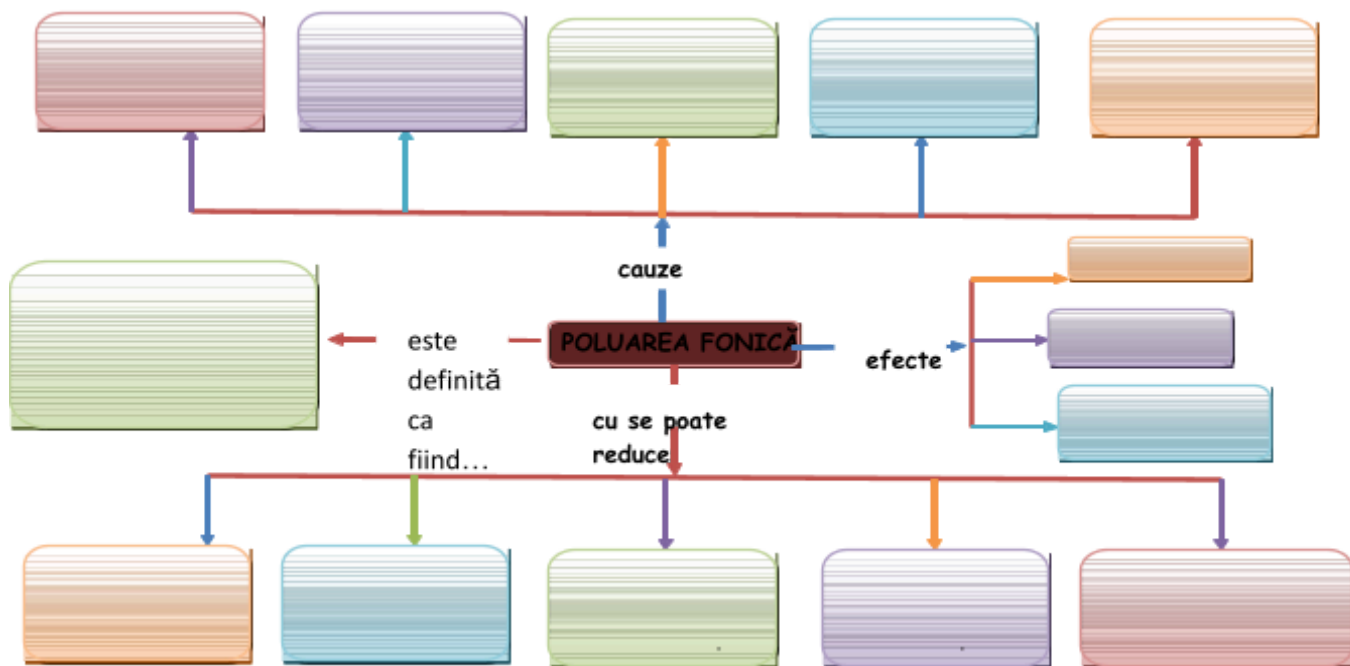 cauze
POLUAREA FONICĂ
este
definită
ca
fiind...
efecte
cu se poate
reduce